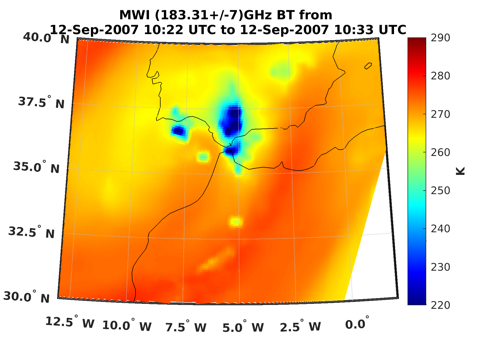 MWI (183.31+/-7)GHz BT from
12-Sep-2007 10:22 UTC to 12-Sep-2007 10:33 UTC
40.0° N
37.5° N
35.0° N
32.5° N
30.0° N
12.5° W 10.0° W 7.5° W 5.0° W 2.5° W 0.0°
290
280
270
260
250
240
230
220
K